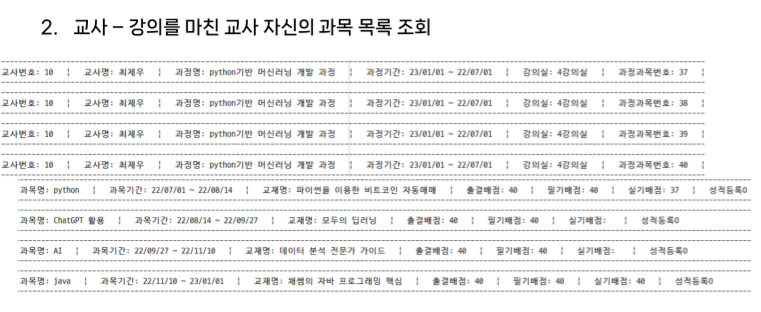 2. 교사 – 강의를 마친 교사 자신의 과목 목록 조회
교사번호: 10 ¦ 교사명: 최제우 ¦ 과정명: python기반 머신러닝 개발 과정 ¦ 과정기간: 23/01/01 ~ 22/07/01 ¦ 강의실: 4강의실 ¦ 과정과목번호: 37 ¦
교사번호: 10 ¦ 교사명: 최제우 ¦ 과정명: python기반 머신러닝 개발 과정 ¦ 과정기간: 23/01/01 ~ 22/07/01 ¦ 강의실: 4강의실 ¦ 과정과목번호: 38 ¦
교사번호: 10 ¦ 교사명: 최제우 ¦ 과정명: python기반 머신러닝 개발 과정 ¦ 과정기간: 23/01/01 ~ 22/07/01 ¦ 강의실: 4강의실 ¦ 과정과목번호: 39 ¦
교사번호: 10 ¦ 교사명: 최제우 ¦ 과정명: python기반 머신러닝 개발 과정 ¦ 과정기간: 23/01/01 ~ 22/07/01 ¦ 강의실: 4강의실 ¦ 과정과목번호: 40 ¦
과목명: python ¦ 과목기간: 22/07/01 ~ 22/08/14 ¦ 교재명: 파이썬을 이용한 비트코인 자동매매 ¦ 출결배점: 40 ¦ 필기배점: 40 ¦ 실기배점: 37 ¦ 성적등록O
과목명: ChatGPT 활용 ¦ 과목기간: 22/08/14 ~ 22/09/27 ¦ 교재명: 모두의 딥러닝 ¦ 출결배점: 40 ¦ 필기배점: 40 ¦ 실기배점: ¦ 성적등록O
과목명: AI ¦ 과목기간: 22/09/27 ~ 22/11/10 ¦ 교재명: 데이터 분석 전문가 가이드 ¦ 출결배점: 40 ¦ 필기배점: 40 ¦ 실기배점: ¦ 성적등록O
과목명: java ¦ 과목기간: 22/11/10 ~ 23/01/01 ¦ 교재명: 채쌤의 자바 프로그래밍 핵심 ¦ 출결배점: 40 ¦ 필기배점: 40 ¦ 실기배점: 40 ¦ 성적등록O